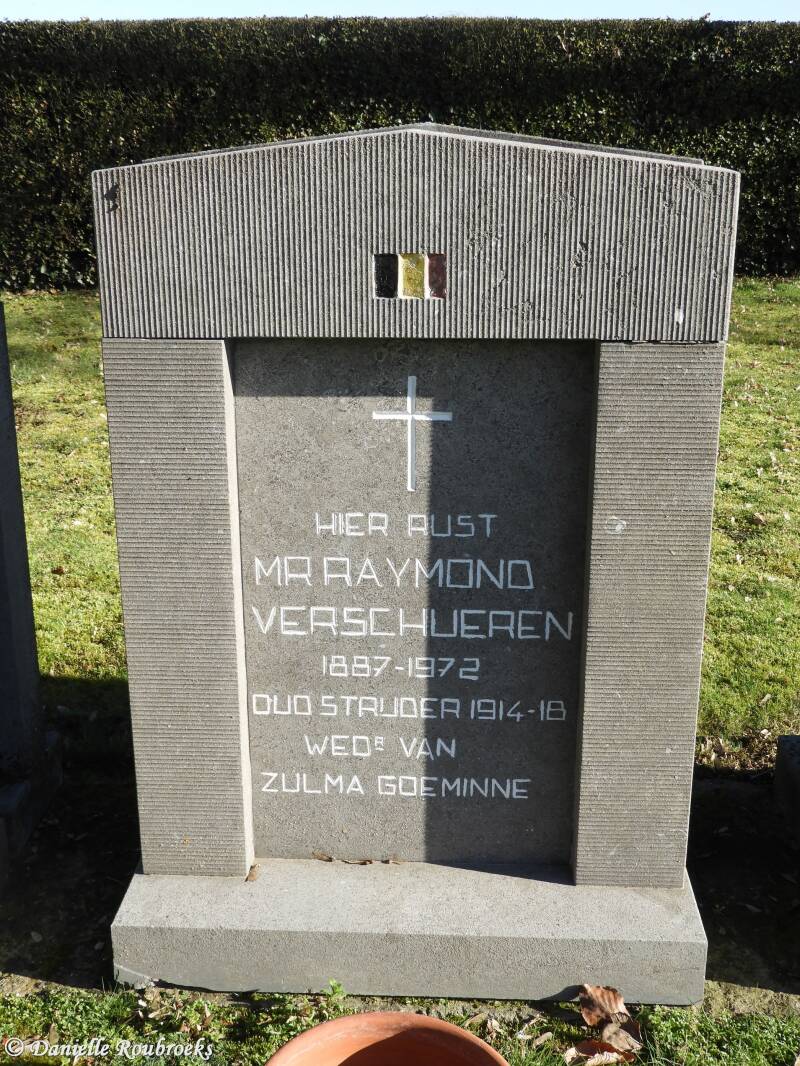 HIER RUST
MR RAYMOND
VERSCHUEREN
1887-1972
OUD STRIJDER 1914-18
WEDR VAN
ZULMA GOEMINNE
© Danielle Roubroeks